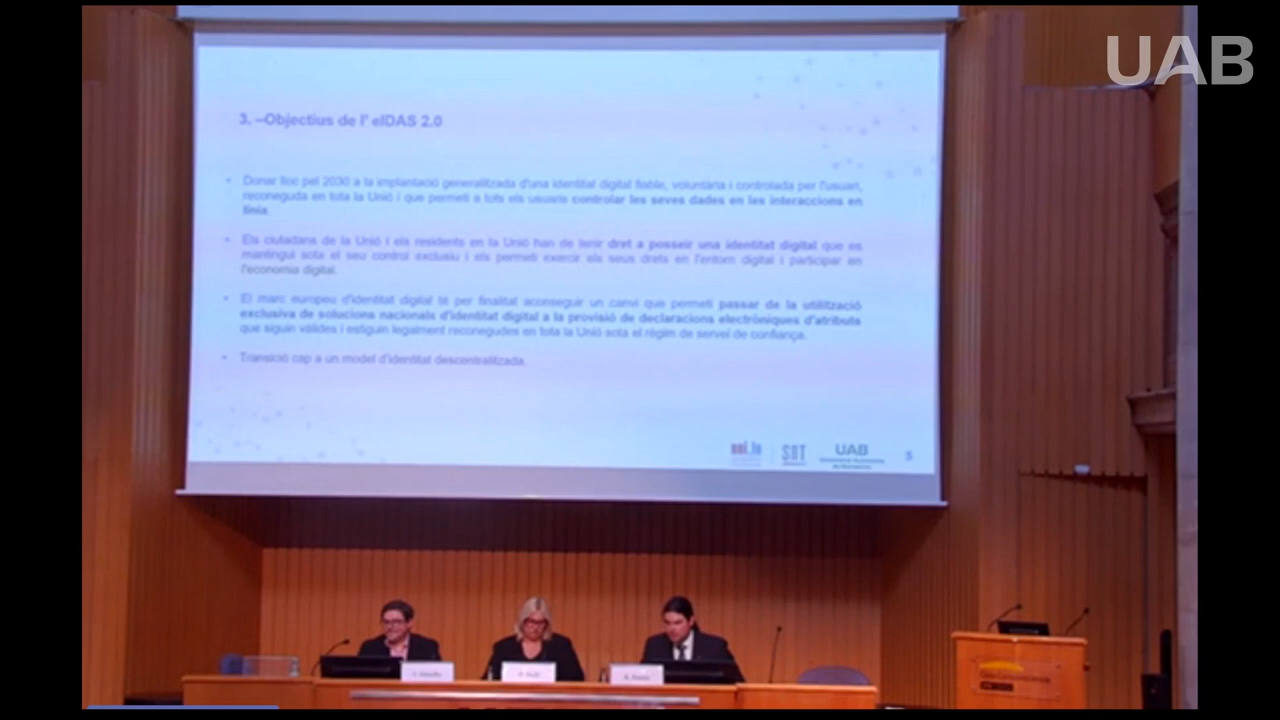 UAB
3. –Objectius de l' eIDAS 2.0
• Donar lloc pel 2030 a la implantació generalitzada d'una identitat digital fiable, voluntària i controlada per l'usuari,
reconeguda en tota la Unió i que permeti a tots els usuaris controlar les seves dades en les interaccions en
línia.
• Els ciutadans de la Unió i els residents en la Unió han de tenir dret a posseir una identitat digital que es
mantingui sota el seu control exclusiu i els permeti exercir els seus drets en l'entorn digital i participar en
l'economia digital.
• El marc europeu d'identitat digital té per finalitat aconseguir un canvi que permeti passar de la utilització
exclusiva de solucions nacionals d'identitat digital a la provisió de declaracions electròniques d'atributs
que siguin vàlides i estiguin legalment reconegudes en tota la Unió sota el règim de servei de confiança.
• Transició cap a un model d'identitat descentralitzada.
uni.lu
SNT
UAB
5